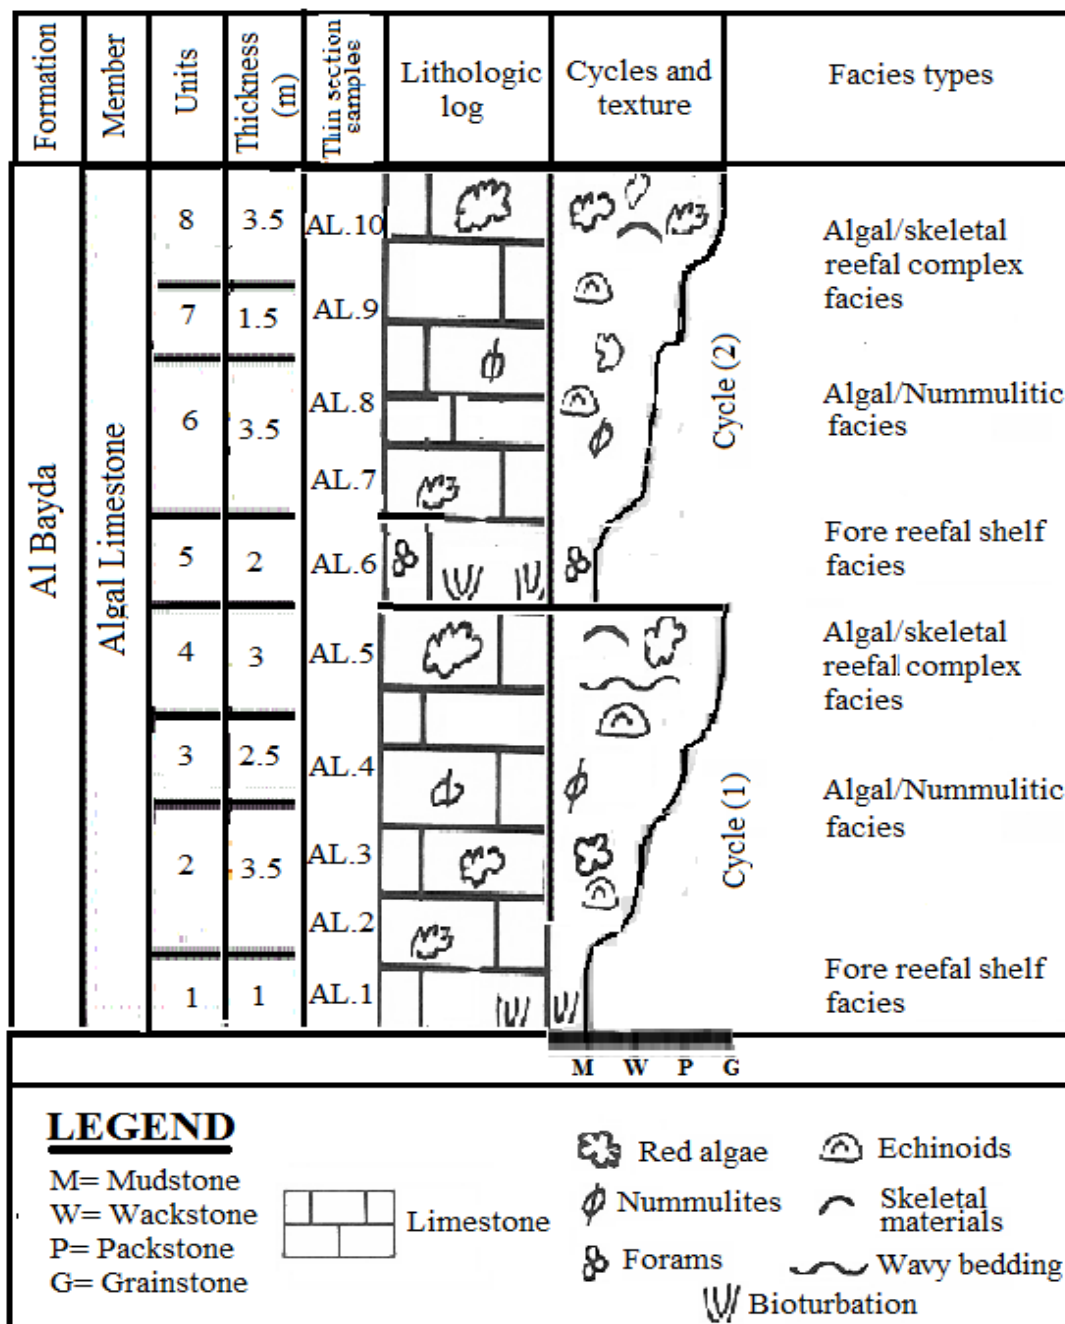 Formation
Member
Units
Thickness
(m)
Thin section
samples
Lithologic
log
Cycles and
texture
Facies types
Al Bayda
Algal Limestone
8
3.5
AL.10
Algal/skeletal
reefal complex
facies
7
1.5
AL.9
6
3.5
AL.8
AL.7
Cycle (2)
Algal/Nummulitic
facies
5
2
AL.6
Fore reefal shelf
facies
4
3
AL.5
Algal/skeletal
reefal complex
facies
3
2.5
AL.4
Cycle (1)
Algal/Nummulitic
facies
2
3.5
AL.3
AL.2
1
1
AL.1
Fore reefal shelf
facies
M W P G
LEGEND
M= Mudstone
W= Wackstone
P= Packstone
G= Grainstone
Limestone
Red algae
Nummulites
Forams
Bioturbation
Echinoids
Skeletal
materials
Wavy bedding